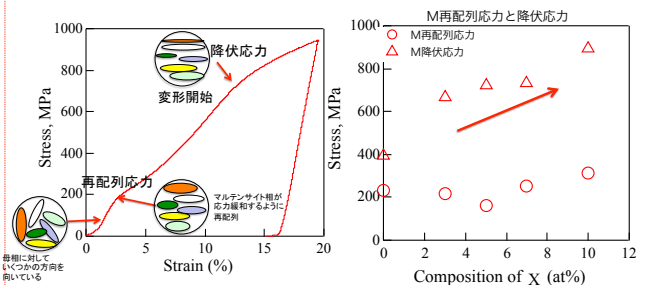 1000
800
600
400
200
0
0
5
10
15
20
Stress, MPa
Strain (%)
降伏応力
変形開始
再配列応力
マルテンサイト相が
応力緩和するように
再配列
母相に対して
いくつかの方向を
向いている
M再配列応力と降伏応力
M再配列応力
M降伏応力
1000
800
600
400
200
0
0
2
4
6
8
10
12
Stress, MPa
Composition of X (at%)